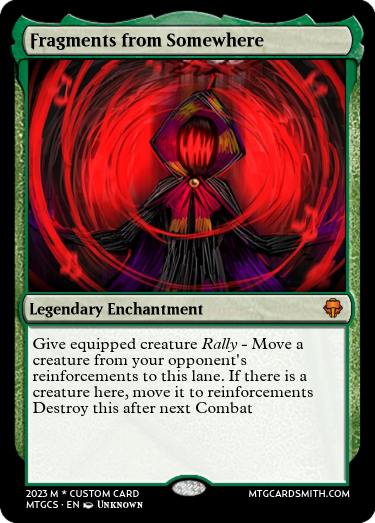 Fragments from Somewhere
Legendary Enchantment
Give equipped creature Rally - Move a
creature from your opponent's
reinforcements to this lane. If there is a
creature here, move it to reinforcements
Destroy this after next Combat
2023 M * CUSTOM CARD
MTGCARDSMITH.COM
MTGCS · EN Unknown